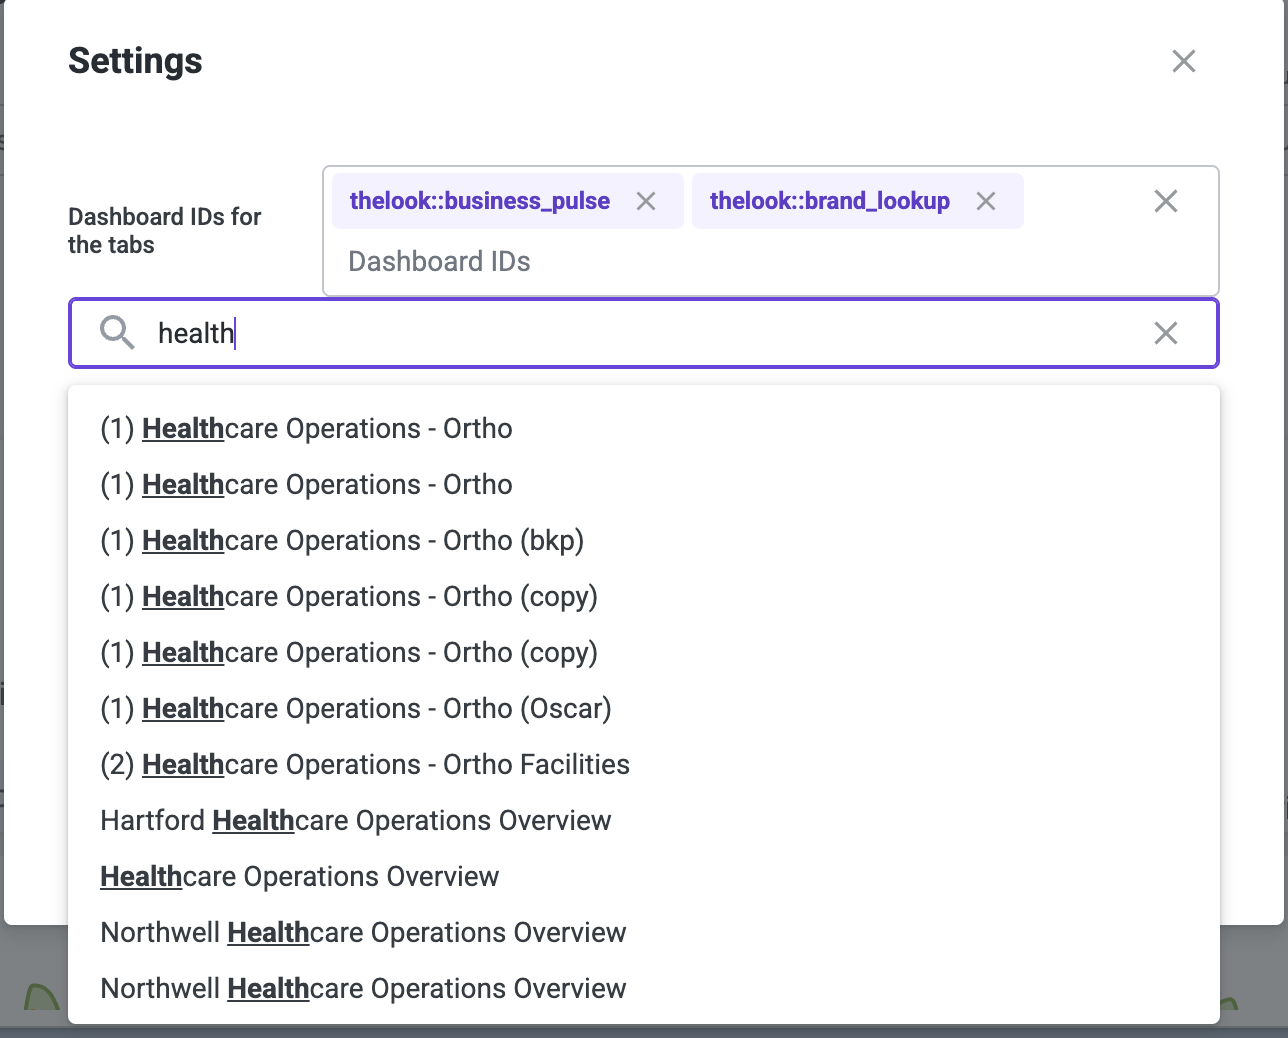 Settings
Dashboard IDs for
the tabs
thelook::business_pulse thelook::brand_lookup
Dashboard IDs
health
(1) Healthcare Operations - Ortho
(1) Healthcare Operations - Ortho
(1) Healthcare Operations - Ortho (bkp)
(1) Healthcare Operations - Ortho (copy)
(1) Healthcare Operations - Ortho (copy)
(1) Healthcare Operations - Ortho (Oscar)
(2) Healthcare Operations - Ortho Facilities
Hartford Healthcare Operations Overview
Healthcare Operations Overview
Northwell Healthcare Operations Overview
Northwell Healthcare Operations Overview